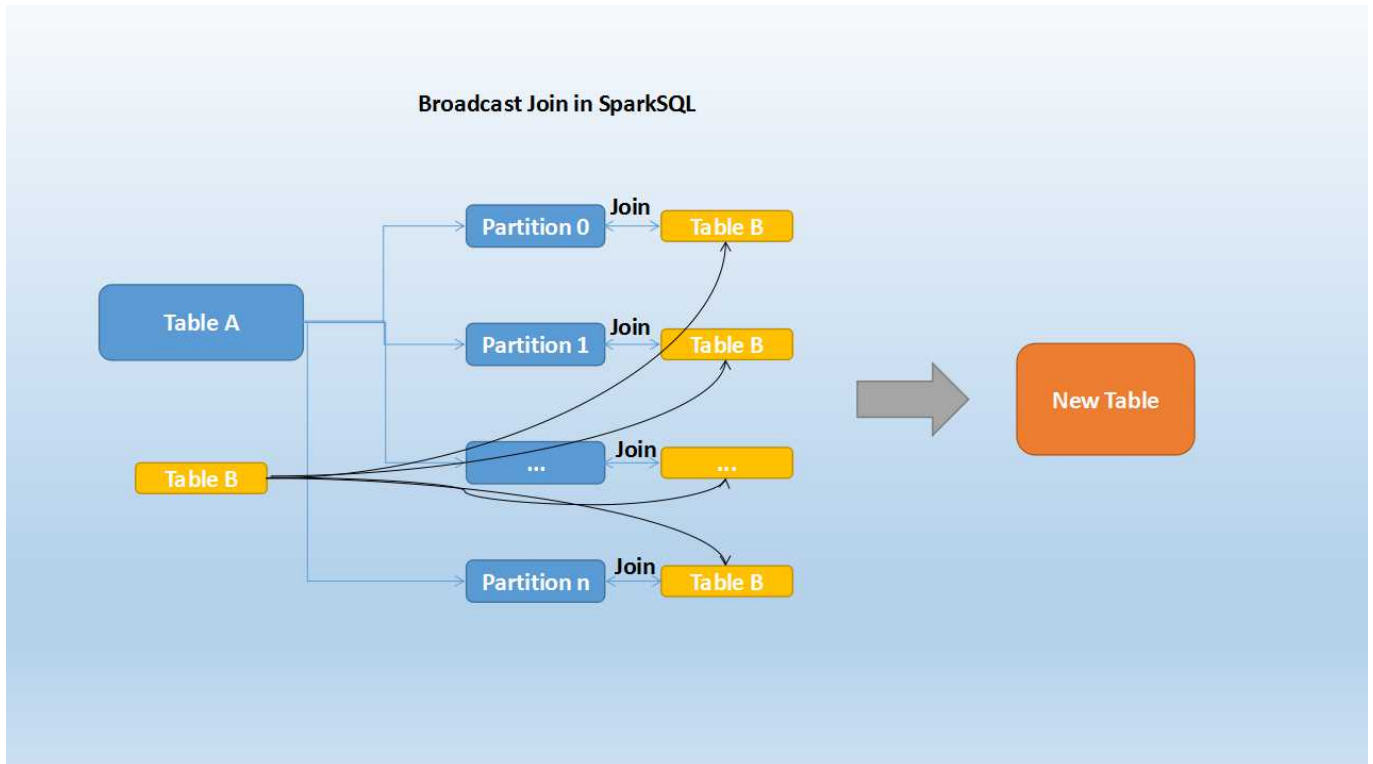 Broadcast Join in SparkSQL
Join
Partition 0
Table B
Table A
Join
Partition 1
Table B
New Table
Join
...
...
Table B
Join
Partition n
Table B